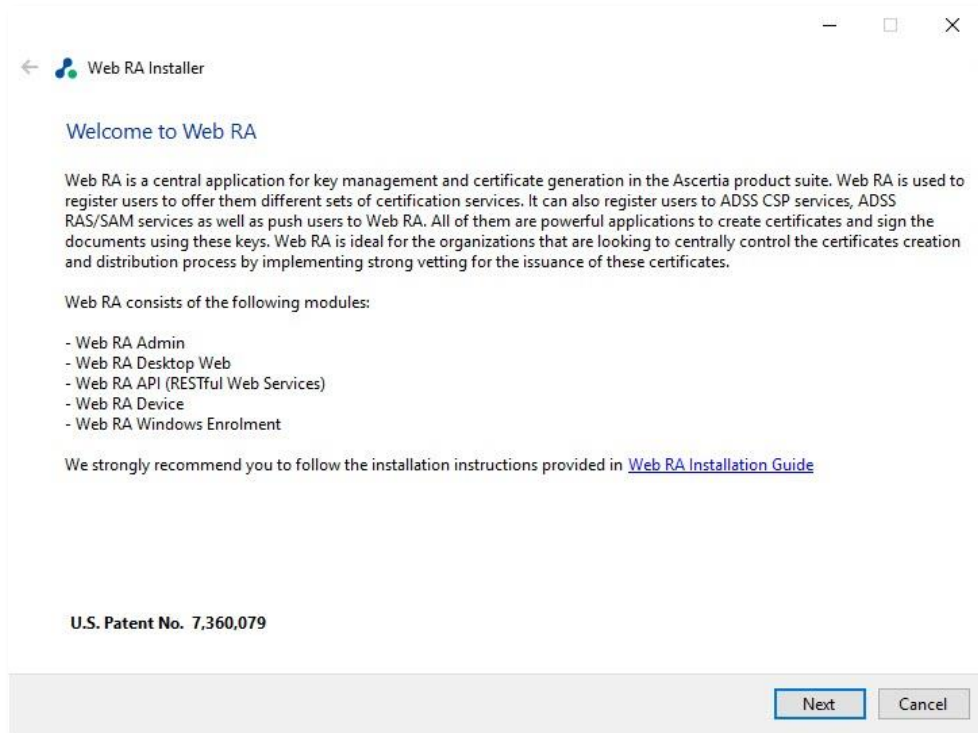 Web RA Installer
Welcome to Web RA
Web RA is a central application for key management and certificate generation in the Ascertia product suite. Web RA is used to
register users to offer them different sets of certification services. It can also register users to ADSS CSP services, ADSS
RAS/SAM services as well as push users to Web RA. All of them are powerful applications to create certificates and sign the
documents using these keys. Web RA is ideal for the organizations that are looking to centrally control the certificates creation
and distribution process by implementing strong vetting for the issuance of these certificates.
Web RA consists of the following modules:
- Web RA Admin
- Web RA Desktop Web
- Web RA API (RESTful Web Services)
- Web RA Device
- Web RA Windows Enrolment
We strongly recommend you to follow the installation instructions provided in Web RA Installation Guide
U.S. Patent No. 7,360,079
Next Cancel